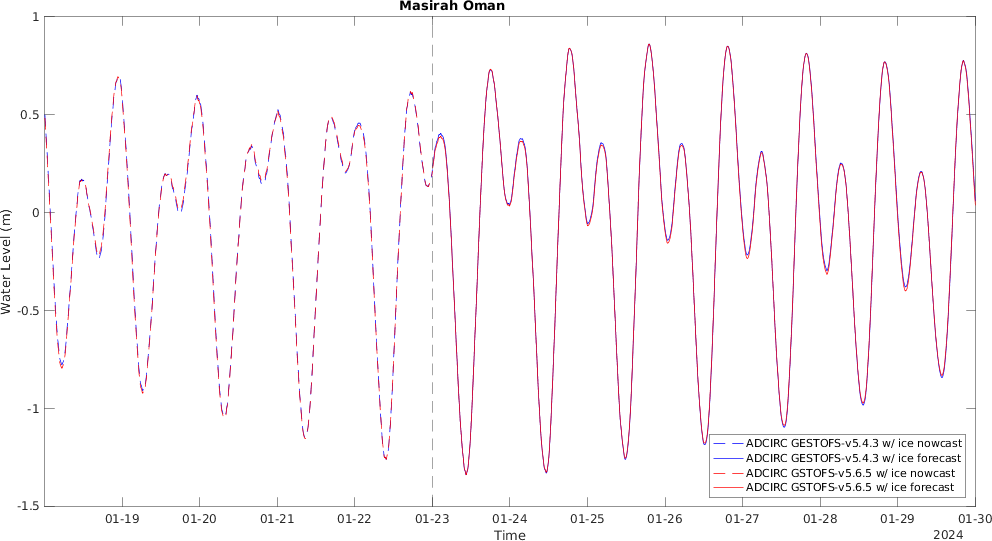 Masirah Oman
1
0.5
0
-0.5
-1
-1.5
Water Level (m)
01-19 01-20 01-21 01-22 01-23 01-24 01-25 01-26 01-27 01-28 01-29 01-30
Time
2024
ADCIRC GESTOFS-v5.4.3 w/ ice nowcast
ADCIRC GESTOFS-v5.4.3 w/ ice forecast
ADCIRC GSTOFS-v5.6.5 w/ ice nowcast
ADCIRC GSTOFS-v5.6.5 w/ ice forecast